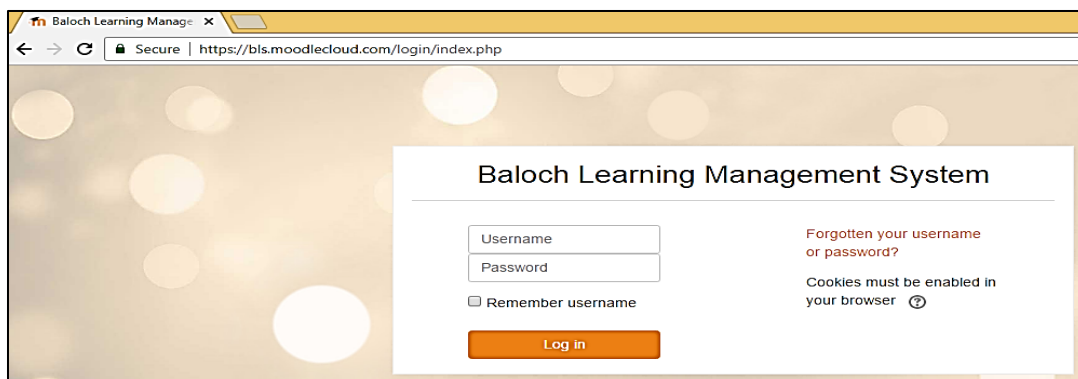 Baloch Learning Manage
Secure | https://bls.moodlecloud.com/login/index.php
Baloch Learning Management System
Username
Password
Remember username
Log in
Forgotten your username
or password?
Cookies must be enabled in
your browser